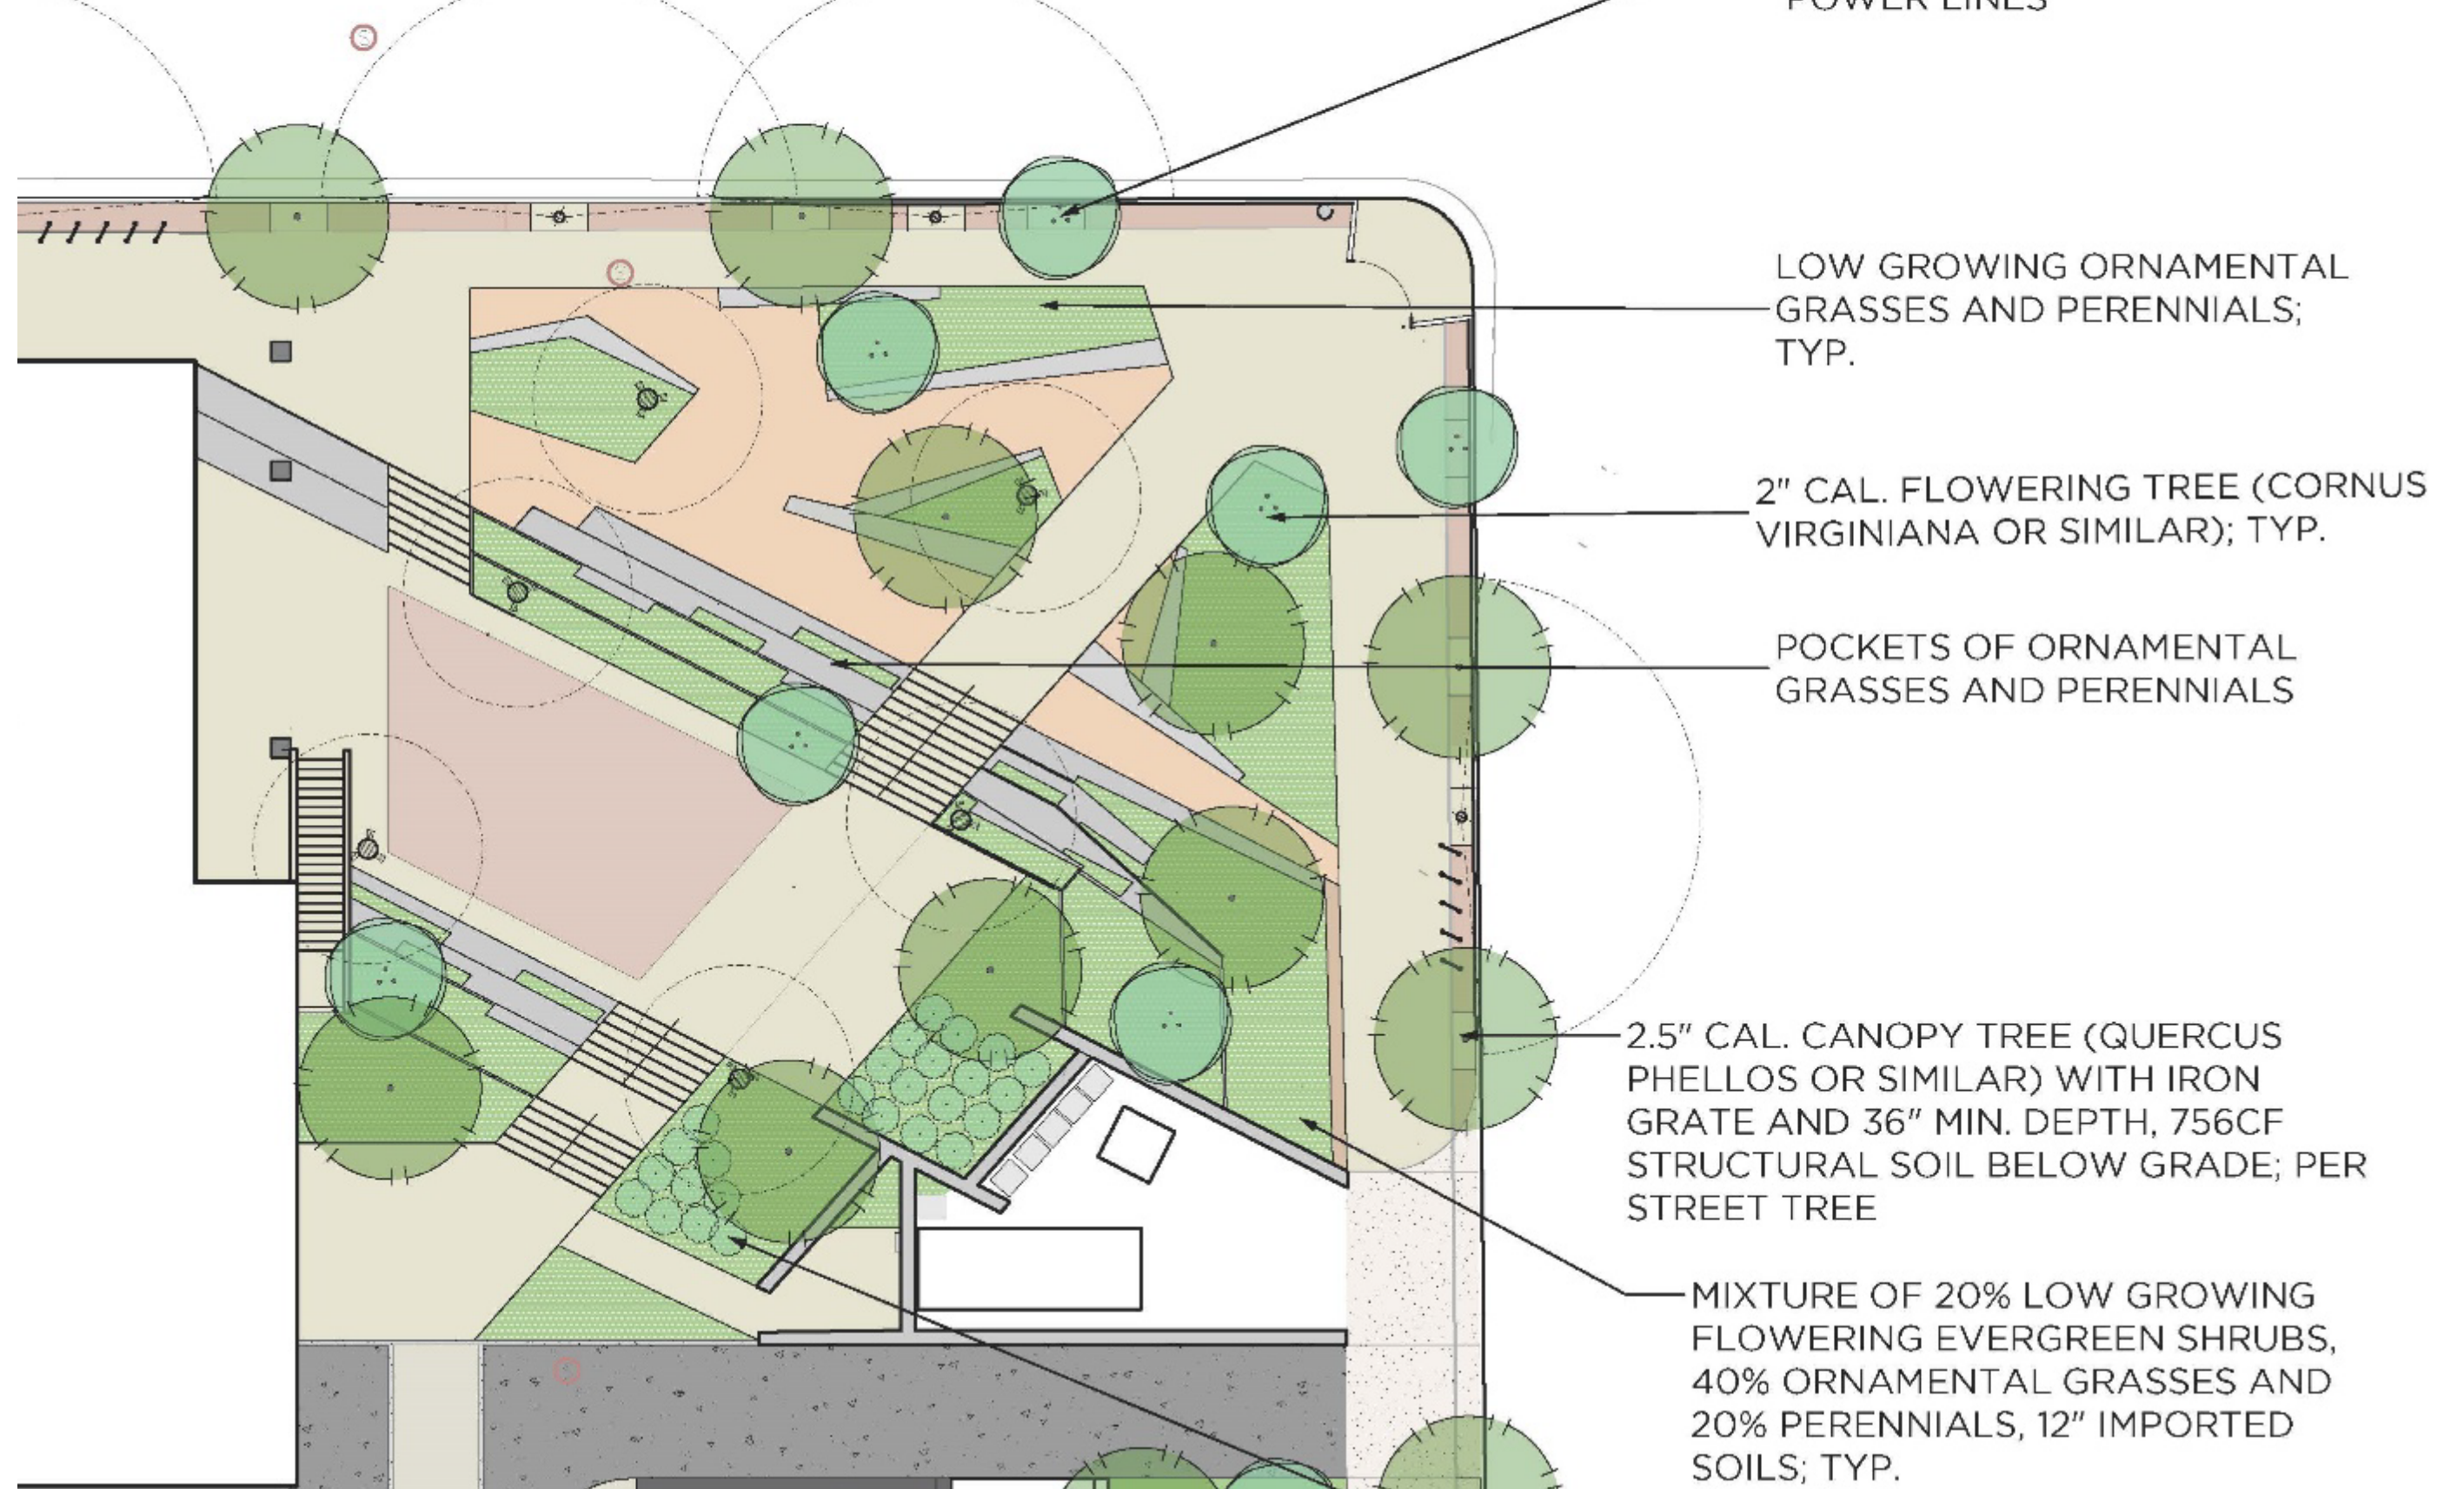 POWER LINES
LOW GROWING ORNAMENTAL
GRASSES AND PERENNIALS;
TYP.
2" CAL. FLOWERING TREE (CORNUS
VIRGINIANA OR SIMILAR); TYP.
POCKETS OF ORNAMENTAL
GRASSES AND PERENNIALS
2.5" CAL. CANOPY TREE (QUERCUS
PHELLOS OR SIMILAR) WITH IRON
GRATE AND 36" MIN. DEPTH, 756CF
STRUCTURAL SOIL BELOW GRADE; PER
STREET TREE
MIXTURE OF 20% LOW GROWING
FLOWERING EVERGREEN SHRUBS,
40% ORNAMENTAL GRASSES AND
20% PERENNIALS, 12" IMPORTED
SOILS; TYP.